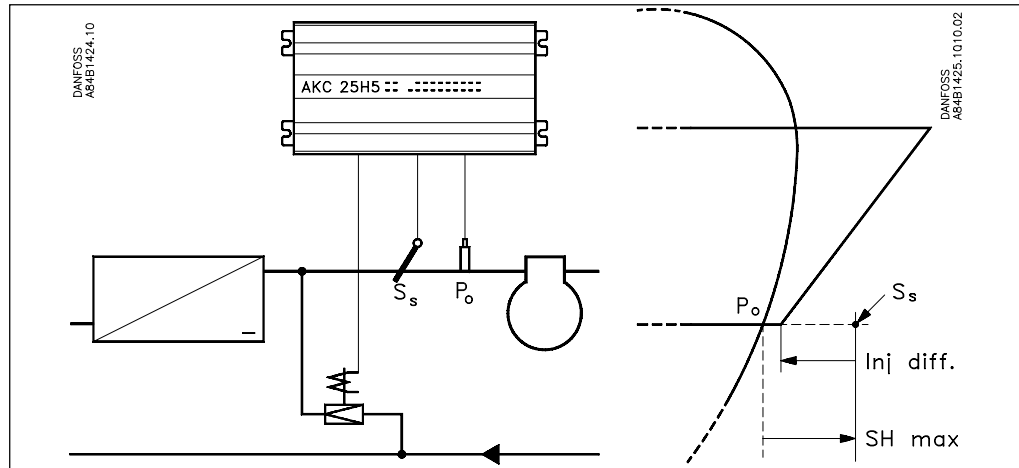 DANFOSS
A84B1424.10
AKC 25H5
Ss
Po
DANFOSS
A84B1425.1010.02
Po
Ss
Inj diff.
SH max